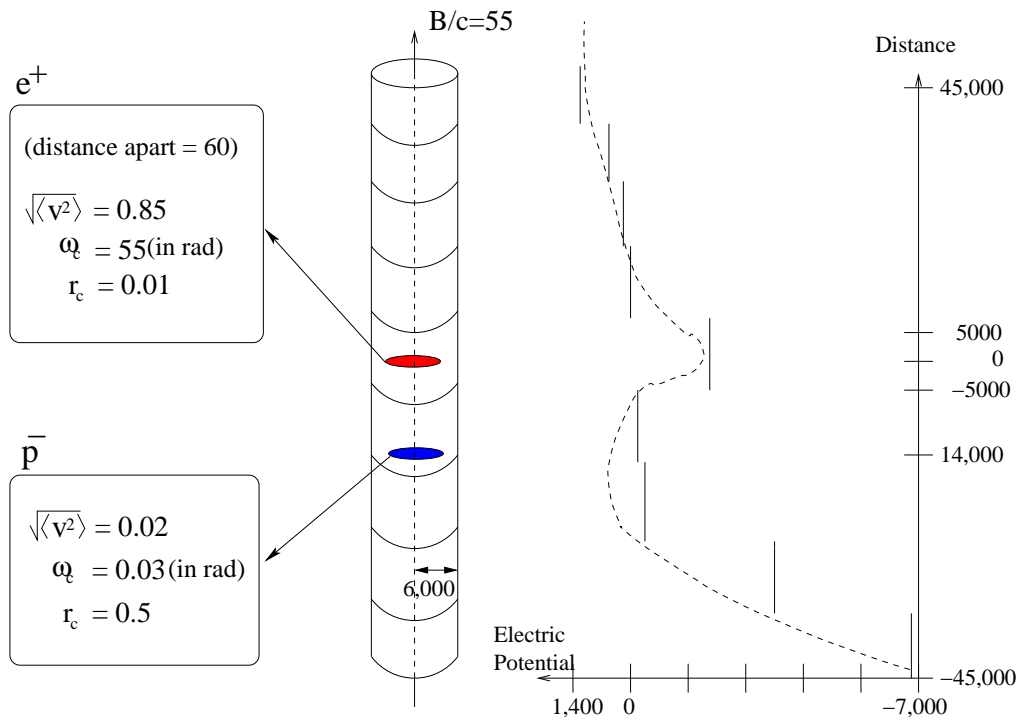 B/c=55
e⁺
(distance apart = 60)
√⟨v²⟩ = 0.85
ω_c = 55 (in rad)
r_c = 0.01
p̄
√⟨v²⟩ = 0.02
ω_c = 0.03 (in rad)
r_c = 0.5
6,000
Distance
45,000
5000
0
−5000
14,000
−45,000
Electric
Potential
1,400 0 −7,000